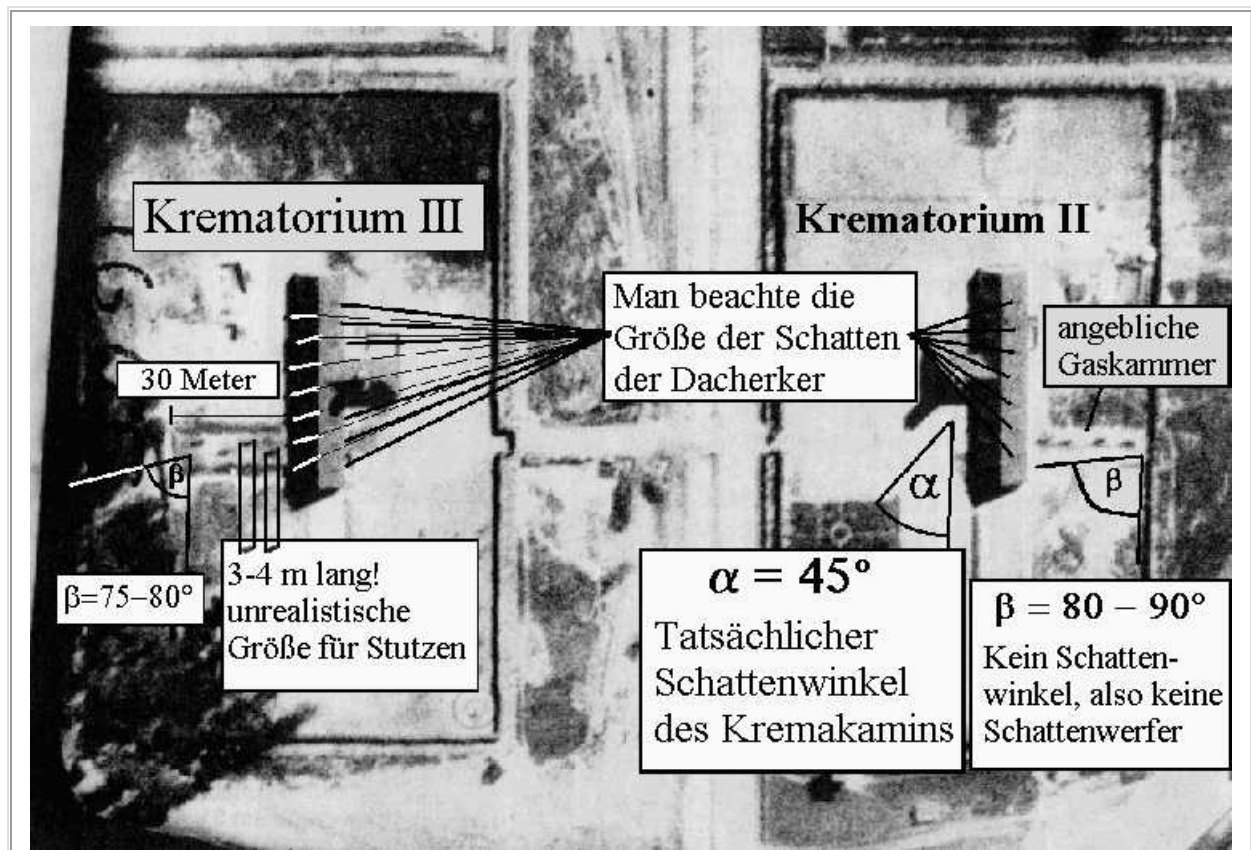 Krematorium III
Krematorium II
Man beachte die
Größe der Schatten
der Dacherker
angebliche
Gaskammer
30 Meter
β
α
β
β=75–80°
3-4 m lang!
unrealistische
Größe für Stutzen
α = 45°
Tatsächlicher
Schattenwinkel
des Kremakamins
β = 80 – 90°
Kein Schatten-
winkel, also keine
Schattenwerfer